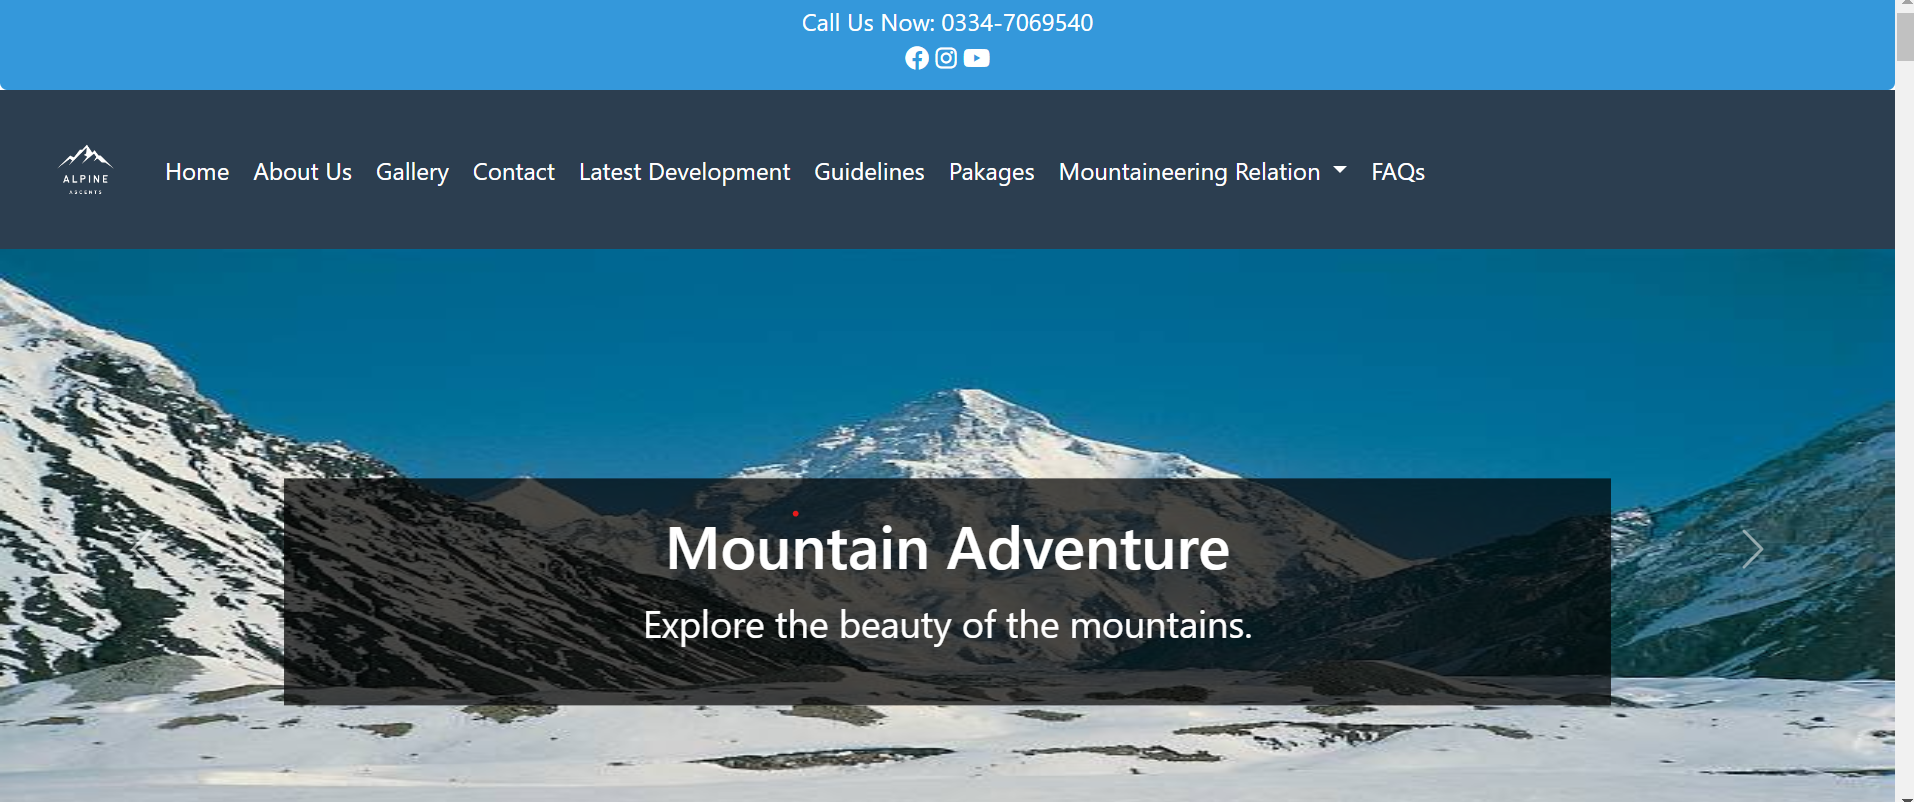 Call Us Now: 0334-7069540
ALPINE
ASCENTS
Home About Us Gallery Contact Latest Development Guidelines Pakages Mountaineering Relation FAQs
Mountain Adventure
Explore the beauty of the mountains.